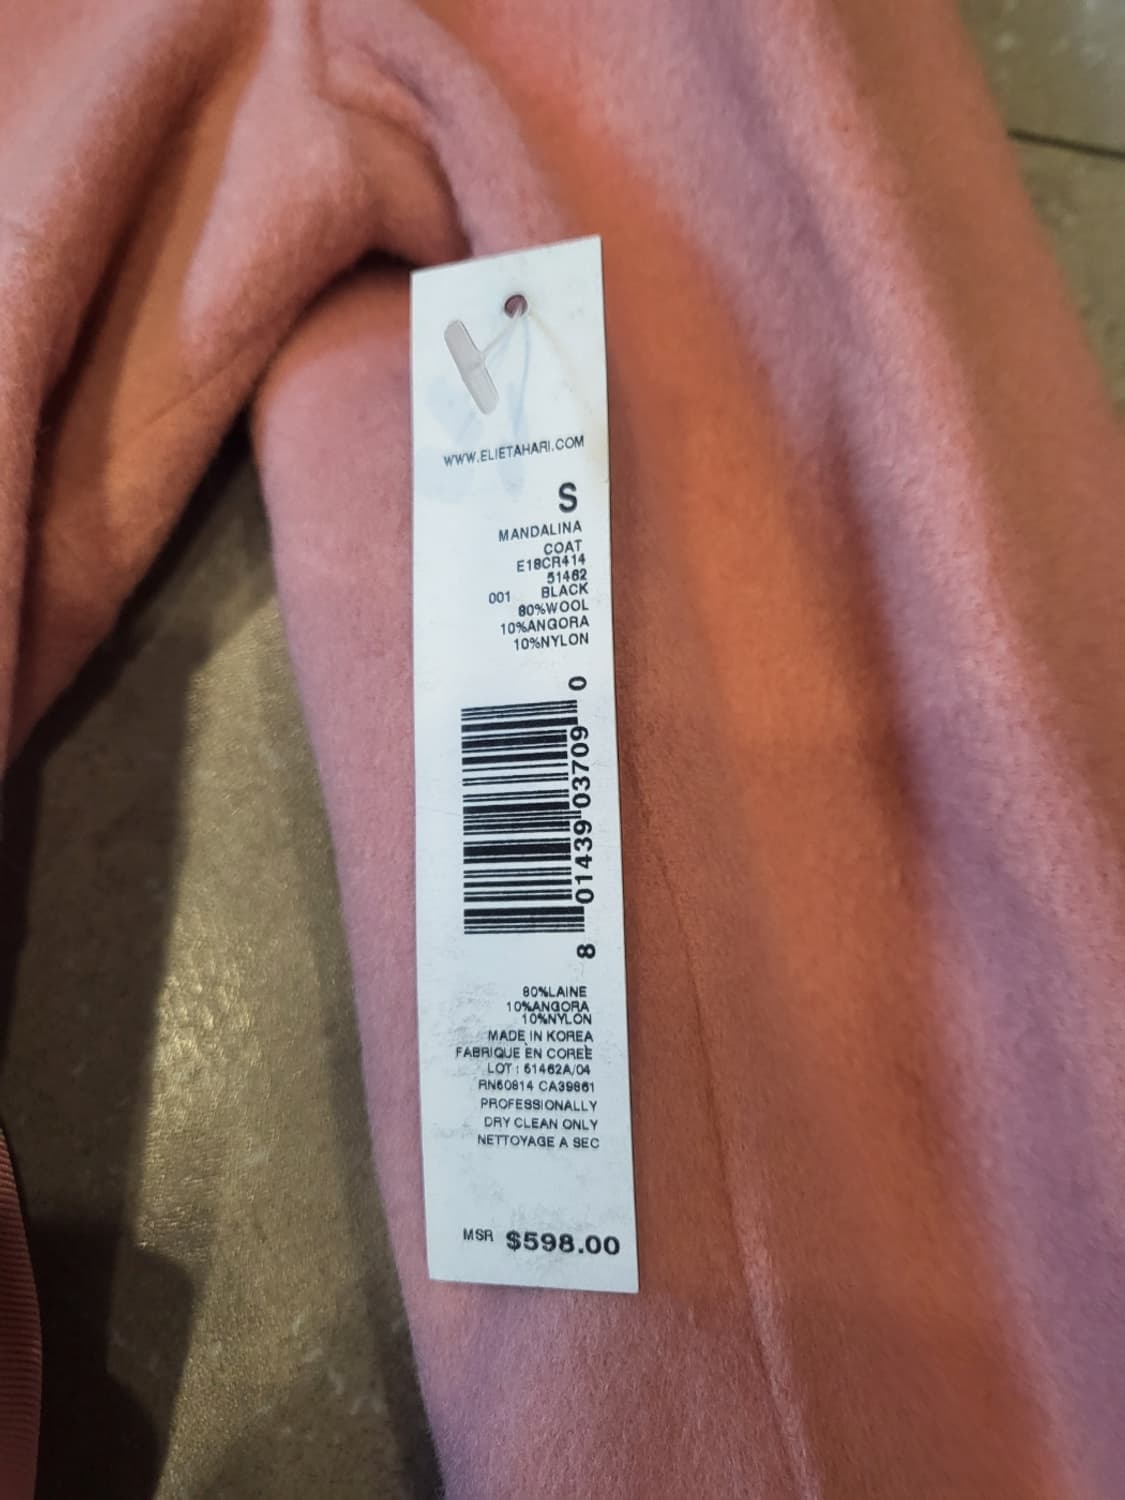 WWW.ELIETAHARI.COM
S
MANDALINA
COAT
E18CR414
51462
001 BLACK
80%WOOL
10%ANGORA
10%NYLON
8 01439 03709 0
80%LAINE
10%ANGORA
10%NYLON
MADE IN KOREA
FABRIQUE EN COREE
LOT : 51462A/04
RN60814 CA39861
PROFESSIONALLY
DRY CLEAN ONLY
NETTOYAGE A SEC
MSR $598.00